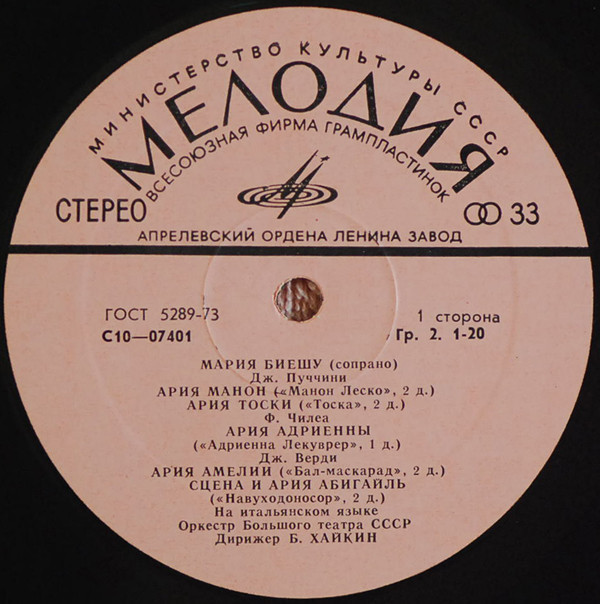 МИНИСТЕРСТВО КУЛЬТУРЫ СССР
МЕЛОДИЯ
ВСЕСОЮЗНАЯ ФИРМА ГРАМПЛАСТИНОК
СТЕРЕО
33
АПРЕЛЕВСКИЙ ОРДЕНА ЛЕНИНА ЗАВОД
ГОСТ 5289-73
1 сторона
С10—07401
Гр. 2. 1-20
МАРИЯ БИЕШУ (сопрано)
Дж. Пуччини
АРИЯ МАНОН («Манон Леско», 2 д.)
АРИЯ ТОСКИ («Тоска», 2 д.)
Ф. Чилеа
АРИЯ АДРИЕННЫ
(«Адриенна Лекуврер», 1 д.)
Дж. Верди
АРИЯ АМЕЛИИ («Бал-маскарад», 2 д.)
СЦЕНА И АРИЯ АБИГАЙЛЬ
(«Навуходоносор», 2 д.)
На итальянском языке
Оркестр Большого театра СССР
Дирижер Б. ХАЙКИН